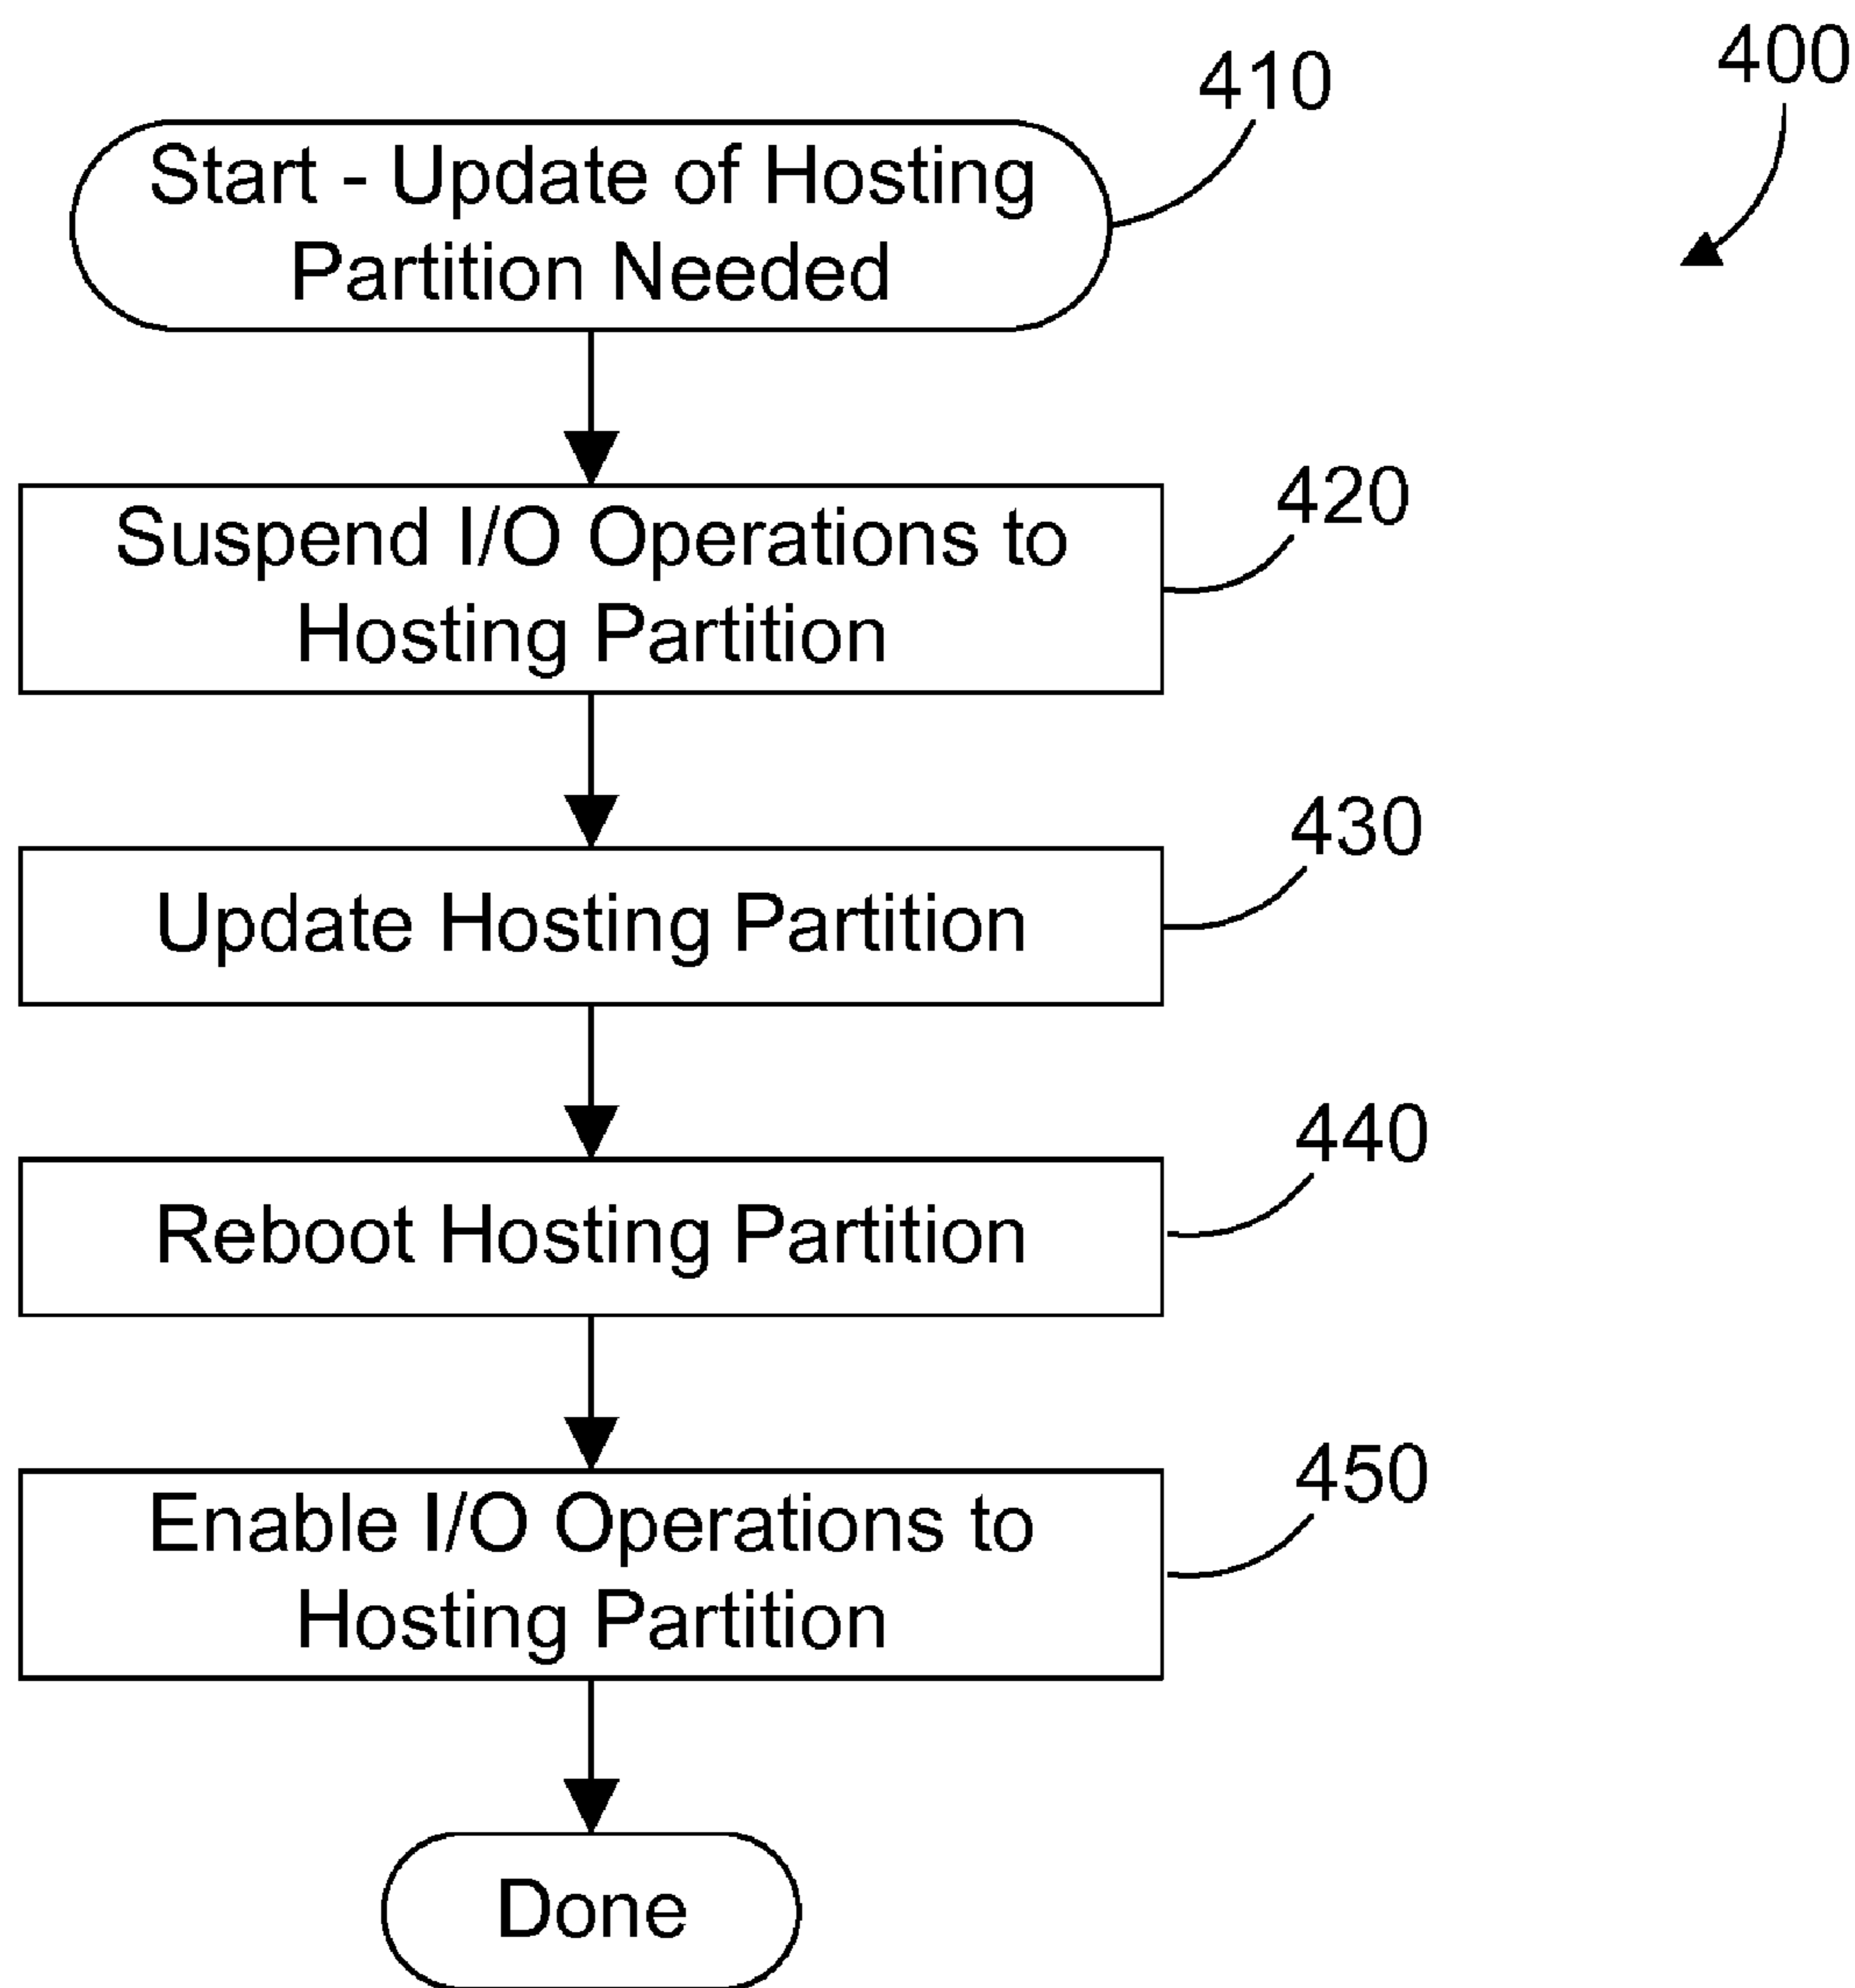 400
410
Start - Update of Hosting
Partition Needed
420
Suspend I/O Operations to
Hosting Partition
430
Update Hosting Partition
440
Reboot Hosting Partition
450
Enable I/O Operations to
Hosting Partition
Done